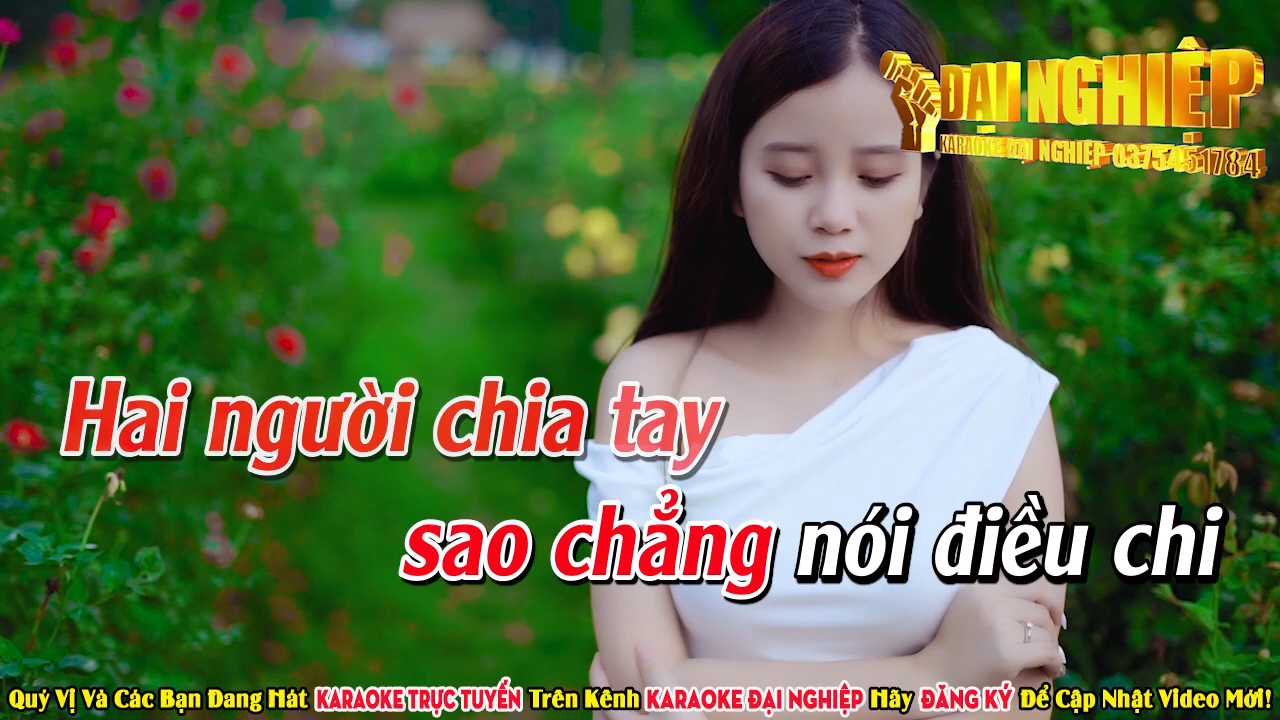 ĐẠI NGHIỆP
KARAOKE ĐẠI NGHIỆP 0375451784
Hai người chia tay
sao chẳng nói điều chi
Quý Vị Và Các Bạn Đang Hát KARAOKE TRỰC TUYẾN Trên Kênh KARAOKE ĐẠI NGHIỆP Hãy ĐĂNG KÝ Để Cập Nhật Video Mới!